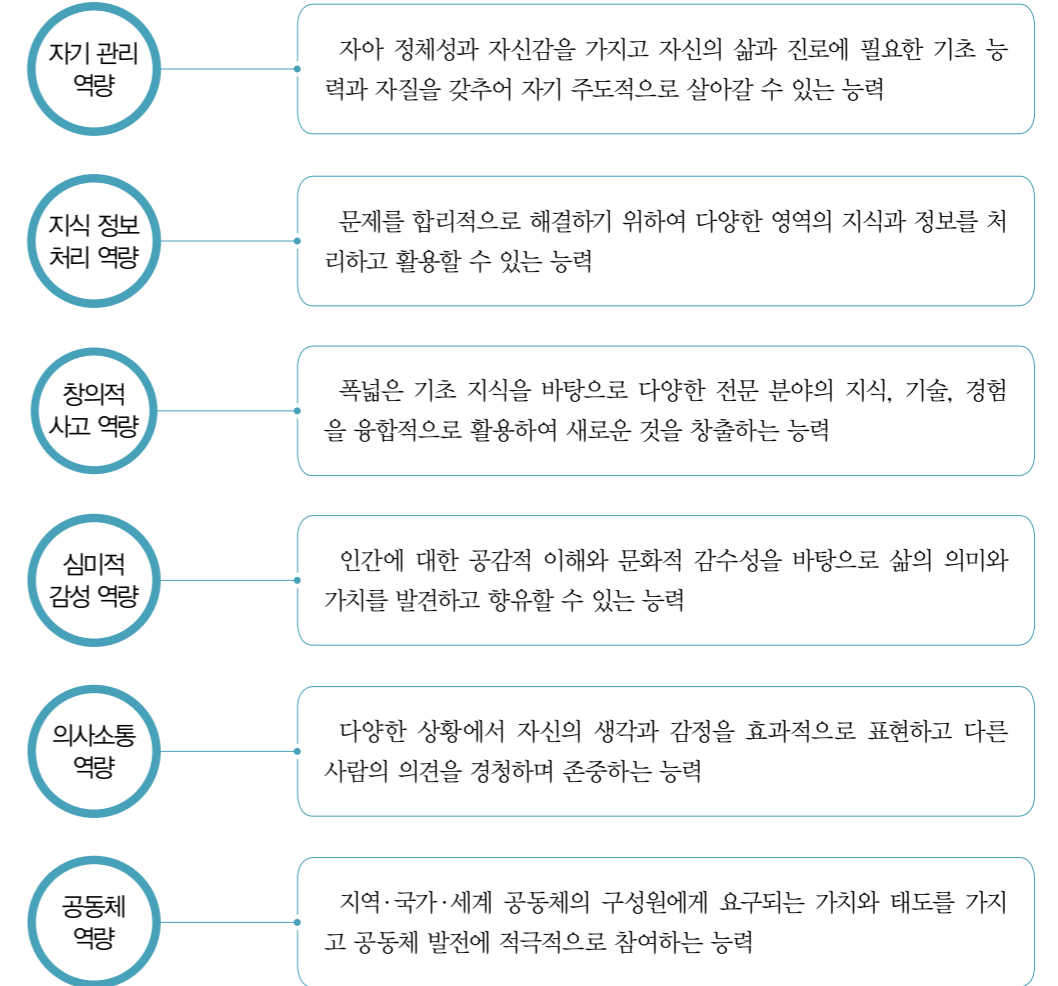 자기 관리
역량
자아 정체성과 자신감을 가지고 자신의 삶과 진로에 필요한 기초 능
력과 자질을 갖추어 자기 주도적으로 살아갈 수 있는 능력
지식 정보
처리 역량
문제를 합리적으로 해결하기 위하여 다양한 영역의 지식과 정보를 처
리하고 활용할 수 있는 능력
창의적
사고 역량
폭넓은 기초 지식을 바탕으로 다양한 전문 분야의 지식, 기술, 경험
을 융합적으로 활용하여 새로운 것을 창출하는 능력
심미적
감성 역량
인간에 대한 공감적 이해와 문화적 감수성을 바탕으로 삶의 의미와
가치를 발견하고 향유할 수 있는 능력
의사소통
역량
다양한 상황에서 자신의 생각과 감정을 효과적으로 표현하고 다른
사람의 의견을 경청하며 존중하는 능력
공동체
역량
지역·국가·세계 공동체의 구성원에게 요구되는 가치와 태도를 가지
고 공동체 발전에 적극적으로 참여하는 능력